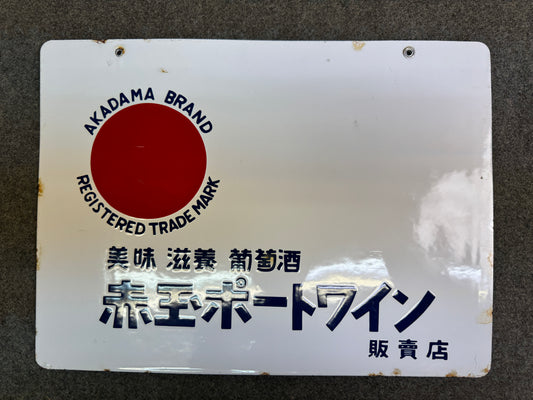 AKADAMA BRAND
REGISTERED TRADE MARK
美味 滋養 葡萄酒
赤玉ポートワイン
販賣店